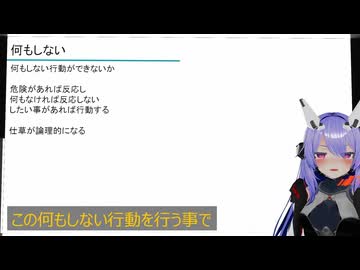 何もしない
何もしない行動ができないか
危険があれば反応し
何もなければ反応しない
したい事があれば行動する
仕草が論理的になる
この何もしない行動を行う事で